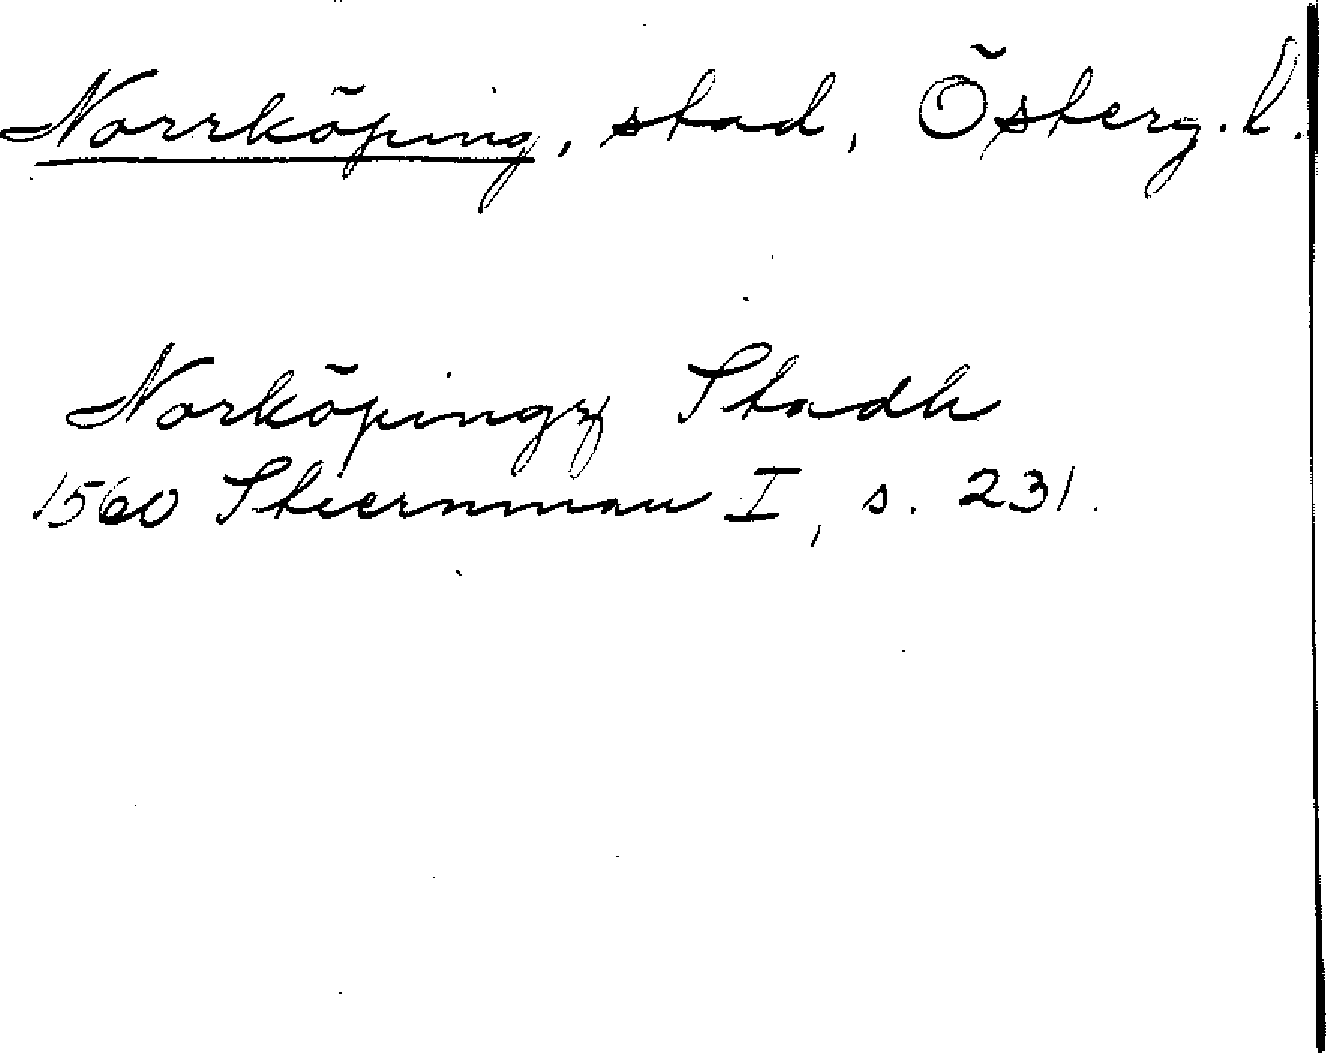 Norrköping, stad, Österg. l.
Norköpingz Stadh
1560 Stiernman I, s. 231.